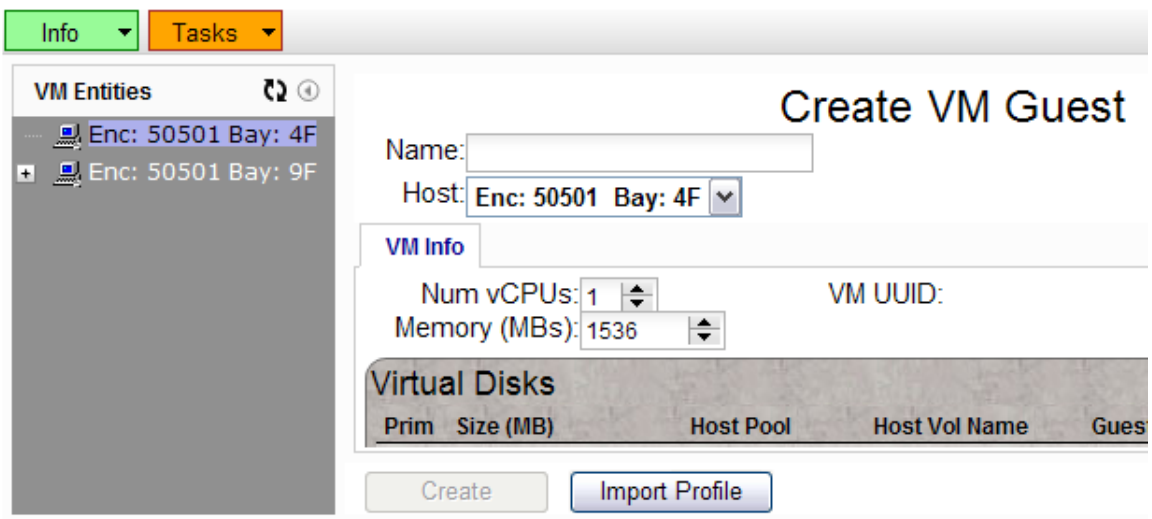 Info Tasks
VM Entities
Enc: 50501 Bay: 4F
Enc: 50501 Bay: 9F
Create VM Guest
Name:
Host: Enc: 50501 Bay: 4F
VM Info
Num vCPUs: 1 VM UUID:
Memory (MBs): 1536
Virtual Disks
Prim Size (MB) Host Pool Host Vol Name Gues
Create Import Profile